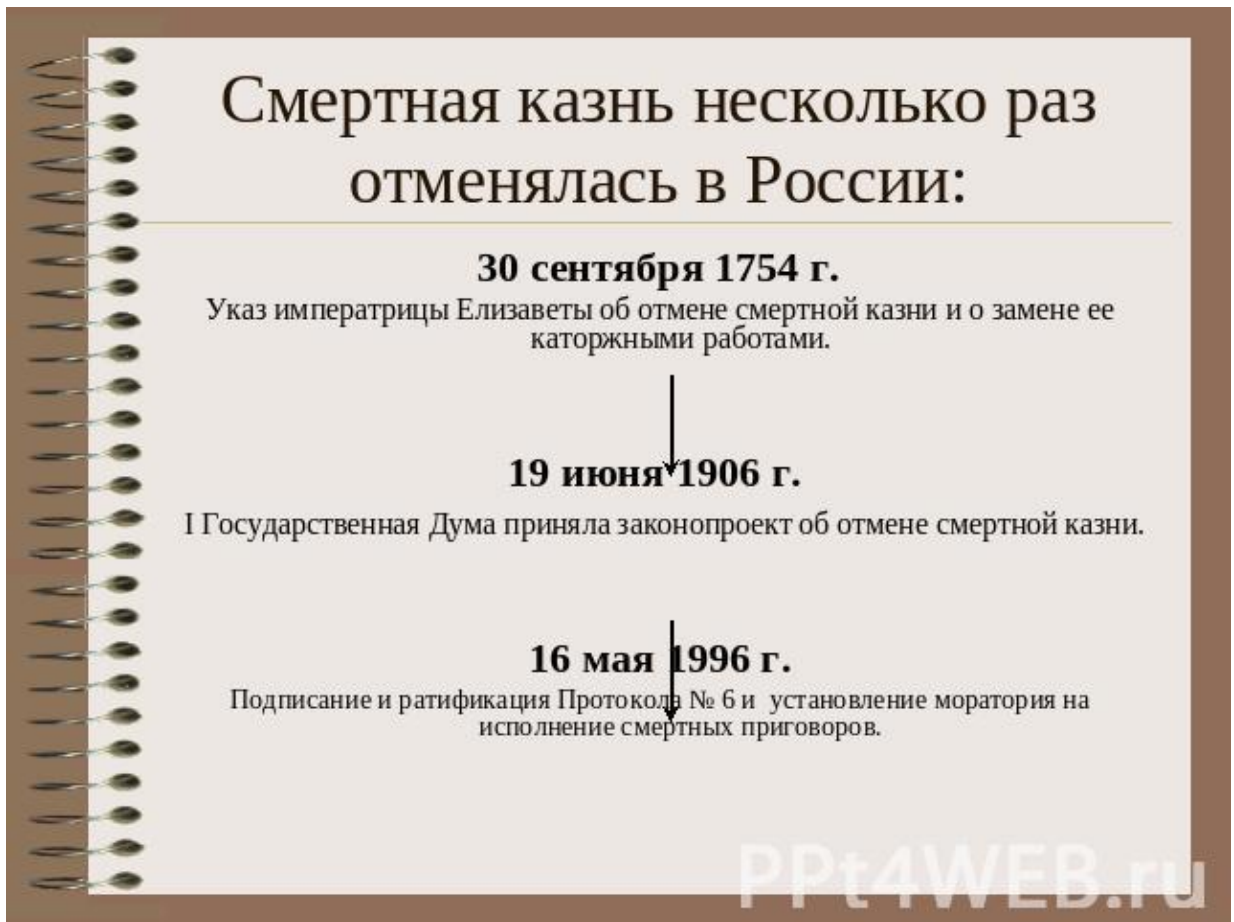 Смертная казнь несколько раз
отменялась в России:
30 сентября 1754 г.
Указ императрицы Елизаветы об отмене смертной казни и о замене ее
каторжными работами.
19 июня 1906 г.
I Государственная Дума приняла законопроект об отмене смертной казни.
16 мая 1996 г.
Подписание и ратификация Протокола № 6 и установление моратория на
исполнение смертных приговоров.
PPt4WEB.ru